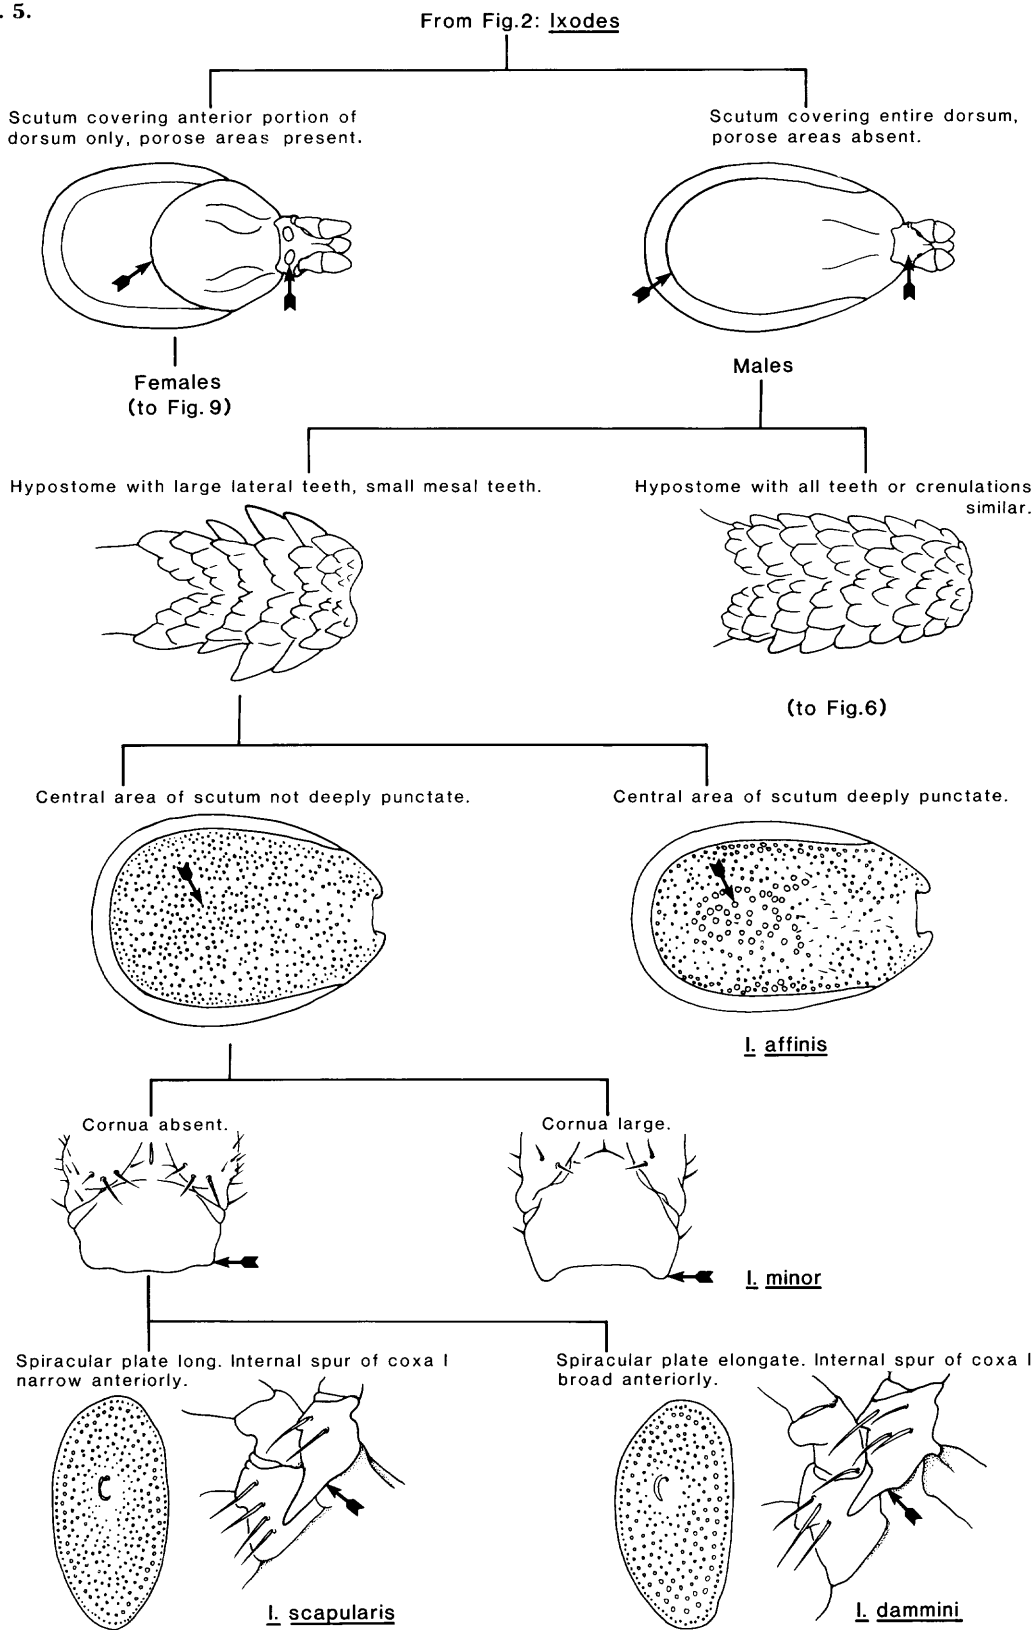 . 5.
From Fig.2: Ixodes
Scutum covering anterior portion of
dorsum only, porose areas present.
Scutum covering entire dorsum,
porose areas absent.
Females
(to Fig. 9)
Males
Hypostome with large lateral teeth, small mesal teeth.
Hypostome with all teeth or crenulations
similar.
(to Fig.6)
Central area of scutum not deeply punctate.
Central area of scutum deeply punctate.
I. affinis
Cornua absent.
Cornua large.
I. minor
Spiracular plate long. Internal spur of coxa I
narrow anteriorly.
Spiracular plate elongate. Internal spur of coxa I
broad anteriorly.
I. scapularis
I. dammini